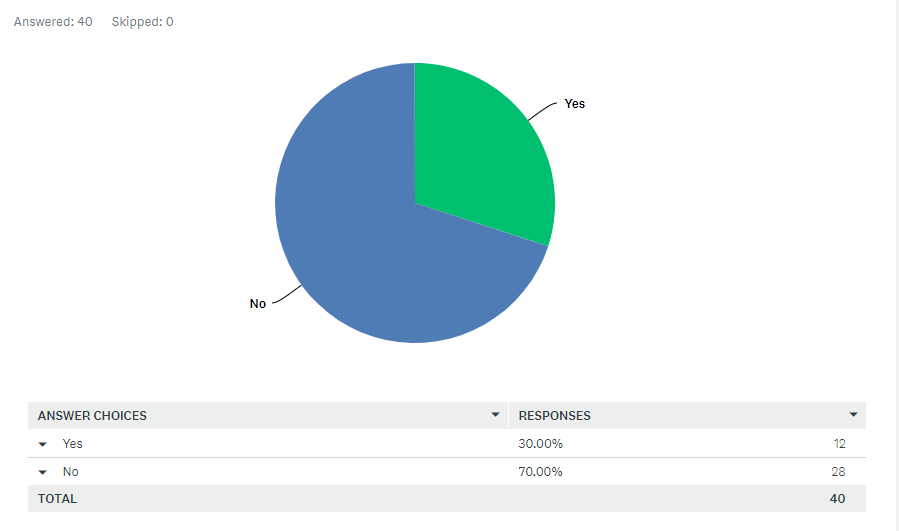 Answered: 40 Skipped: 0
Yes
No
ANSWER CHOICES RESPONSES
Yes 30.00% 12
No 70.00% 28
TOTAL 40